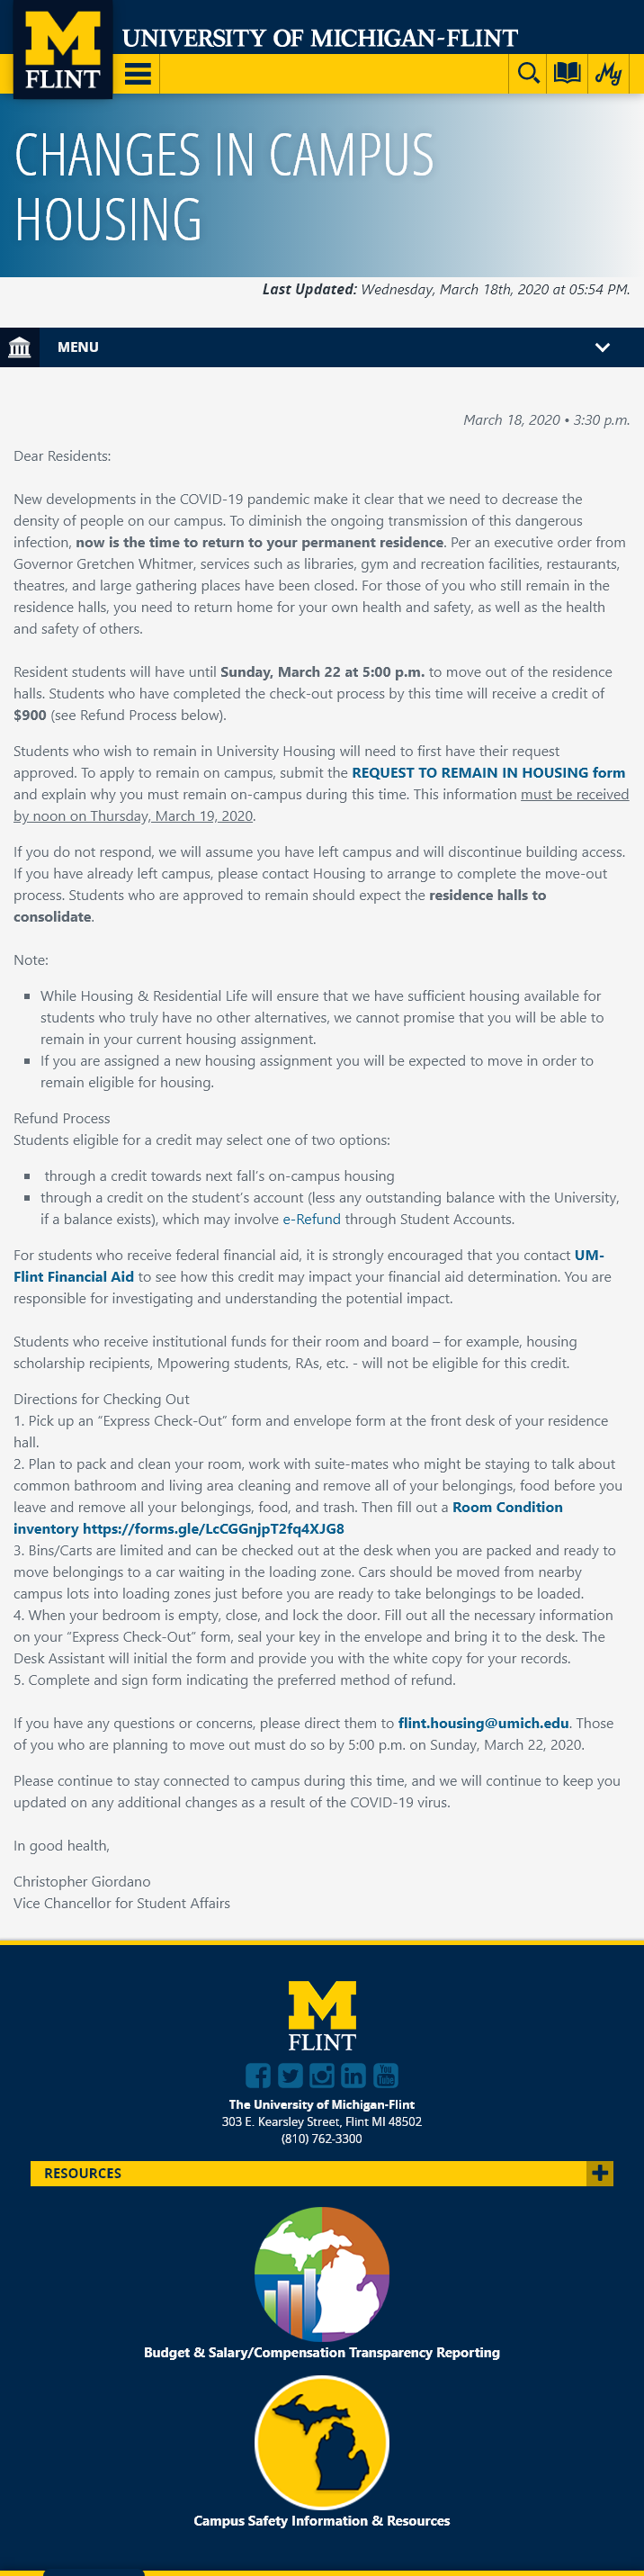 M
FLINT
UNIVERSITY OF MICHIGAN-FLINT
My
CHANGES IN CAMPUS
HOUSING
Last Updated: Wednesday, March 18th, 2020 at 05:54 PM.
MENU
March 18, 2020 • 3:30 p.m.
Dear Residents:
New developments in the COVID-19 pandemic make it clear that we need to decrease the
density of people on our campus. To diminish the ongoing transmission of this dangerous
infection, now is the time to return to your permanent residence. Per an executive order from
Governor Gretchen Whitmer, services such as libraries, gym and recreation facilities, restaurants,
theatres, and large gathering places have been closed. For those of you who still remain in the
residence halls, you need to return home for your own health and safety, as well as the health
and safety of others.
Resident students will have until Sunday, March 22 at 5:00 p.m. to move out of the residence
halls. Students who have completed the check-out process by this time will receive a credit of
$900 (see Refund Process below).
Students who wish to remain in University Housing will need to first have their request
approved. To apply to remain on campus, submit the REQUEST TO REMAIN IN HOUSING form
and explain why you must remain on-campus during this time. This information must be received
by noon on Thursday, March 19, 2020.
If you do not respond, we will assume you have left campus and will discontinue building access.
If you have already left campus, please contact Housing to arrange to complete the move-out
process. Students who are approved to remain should expect the residence halls to
consolidate.
Note:
▪ While Housing & Residential Life will ensure that we have sufficient housing available for
students who truly have no other alternatives, we cannot promise that you will be able to
remain in your current housing assignment.
▪ If you are assigned a new housing assignment you will be expected to move in order to
remain eligible for housing.
Refund Process
Students eligible for a credit may select one of two options:
▪ through a credit towards next fall's on-campus housing
▪ through a credit on the student's account (less any outstanding balance with the University,
if a balance exists), which may involve e-Refund through Student Accounts.
For students who receive federal financial aid, it is strongly encouraged that you contact UM-
Flint Financial Aid to see how this credit may impact your financial aid determination. You are
responsible for investigating and understanding the potential impact.
Students who receive institutional funds for their room and board – for example, housing
scholarship recipients, Mpowering students, RAs, etc. - will not be eligible for this credit.
Directions for Checking Out
1. Pick up an "Express Check-Out" form and envelope form at the front desk of your residence
hall.
2. Plan to pack and clean your room, work with suite-mates who might be staying to talk about
common bathroom and living area cleaning and remove all of your belongings, food before you
leave and remove all your belongings, food, and trash. Then fill out a Room Condition
inventory https://forms.gle/LcCGGnjpT2fq4XJG8
3. Bins/Carts are limited and can be checked out at the desk when you are packed and ready to
move belongings to a car waiting in the loading zone. Cars should be moved from nearby
campus lots into loading zones just before you are ready to take belongings to be loaded.
4. When your bedroom is empty, close, and lock the door. Fill out all the necessary information
on your "Express Check-Out" form, seal your key in the envelope and bring it to the desk. The
Desk Assistant will initial the form and provide you with the white copy for your records.
5. Complete and sign form indicating the preferred method of refund.
If you have any questions or concerns, please direct them to flint.housing@umich.edu. Those
of you who are planning to move out must do so by 5:00 p.m. on Sunday, March 22, 2020.
Please continue to stay connected to campus during this time, and we will continue to keep you
updated on any additional changes as a result of the COVID-19 virus.
In good health,
Christopher Giordano
Vice Chancellor for Student Affairs
M
FLINT
You Tube
The University of Michigan-Flint
303 E. Kearsley Street, Flint MI 48502
(810) 762-3300
RESOURCES
Budget & Salary/Compensation Transparency Reporting
Campus Safety Information & Resources